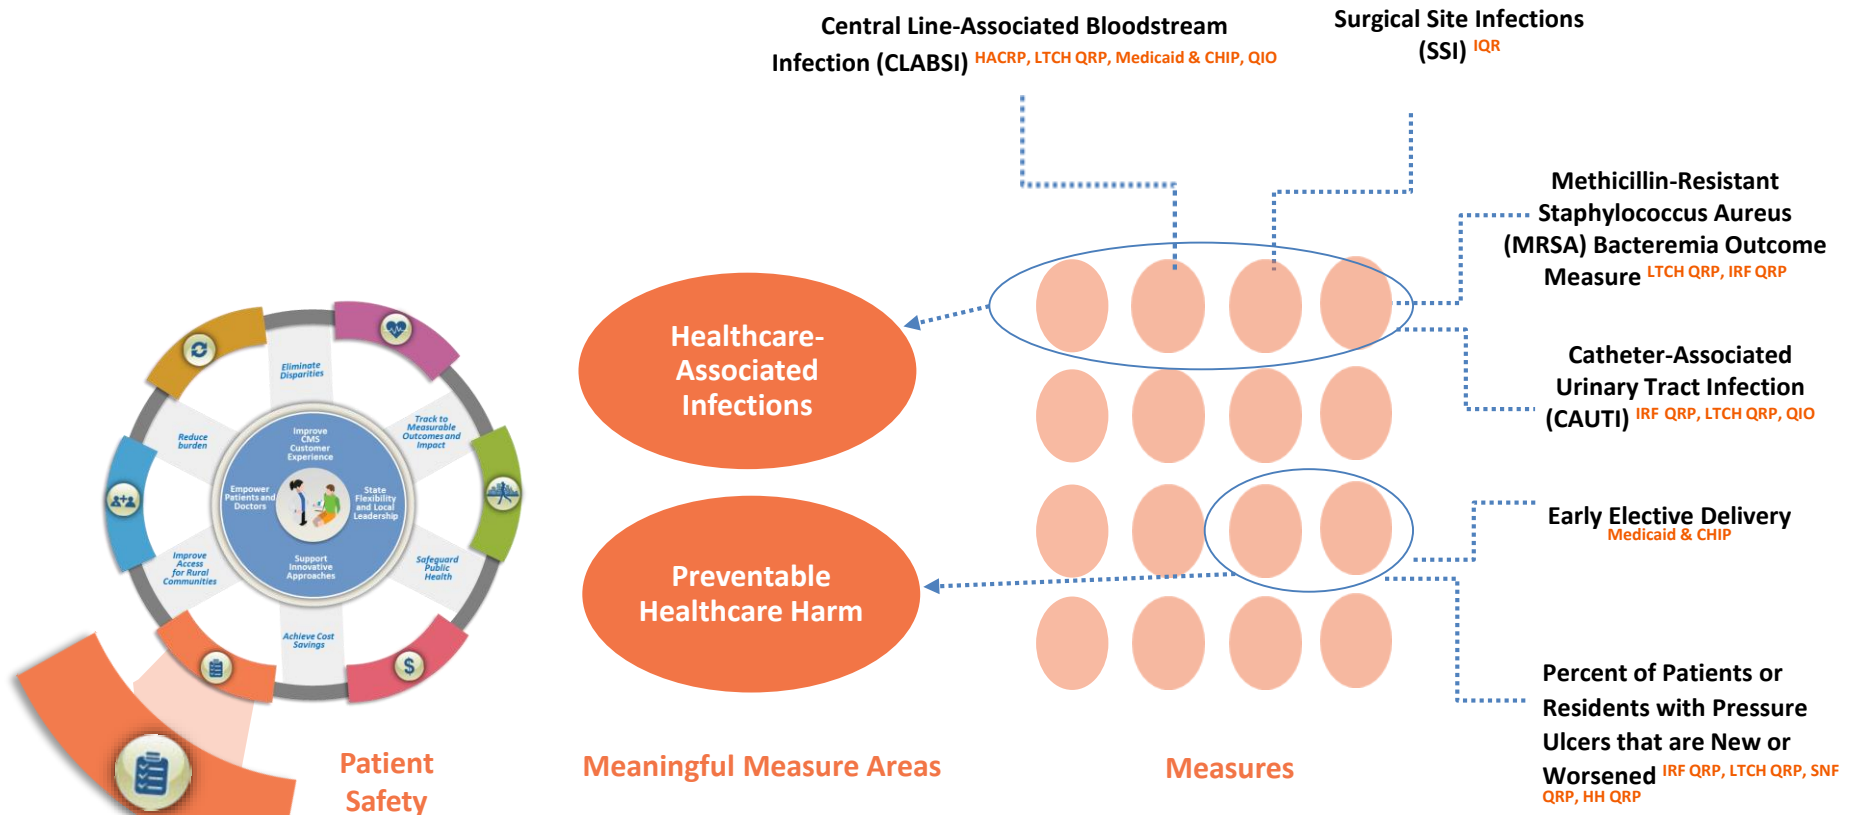 Central Line-Associated Bloodstream
Infection (CLABSI) HACRP, LTCH QRP, Medicaid & CHIP, QIO
Surgical Site Infections
(SSI) IQR
Methicillin-Resistant
Staphylococcus Aureus
(MRSA) Bacteremia Outcome
Measure LTCH QRP, IRF QRP
Healthcare-
Associated
Infections
Catheter-Associated
Urinary Tract Infection
(CAUTI) IRF QRP, LTCH QRP, QIO
Eliminate
Disparities
Track to
Measurable
Outcomes and
Impact
Reduce
burden
Improve
CMS
Customer
Experience
Empower
Patients and
Doctors
State
Flexibility
and Local
Leadership
Support
Innovative
Approaches
Improve
Access
for Rural
Communities
Safeguard
Public
Health
Achieve Cost
Savings
$
Preventable
Healthcare Harm
Early Elective Delivery
Medicaid & CHIP
Percent of Patients or
Residents with Pressure
Ulcers that are New or
Worsened IRF QRP, LTCH QRP, SNF
QRP, HH QRP
Patient
Safety
Meaningful Measure Areas
Measures